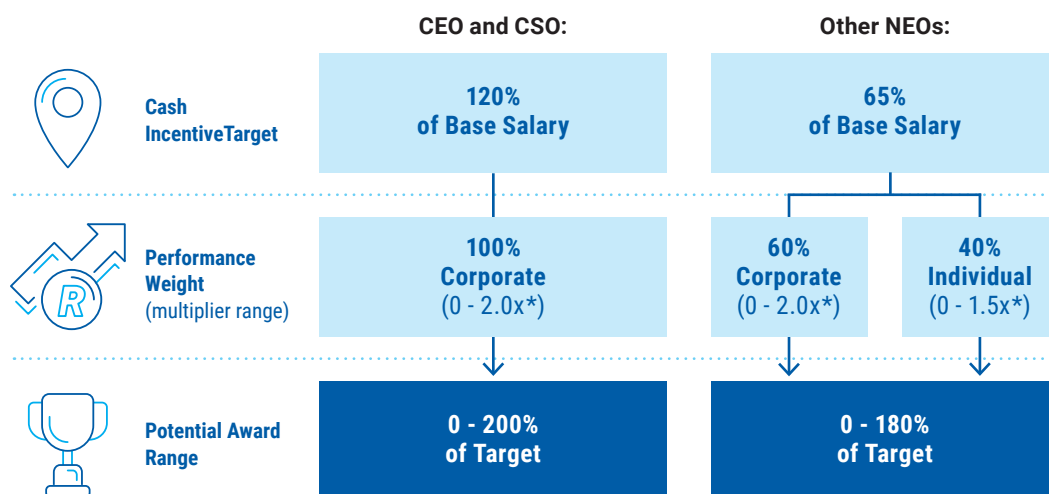 CEO and CSO:
Other NEOs:
Cash
IncentiveTarget
120%
of Base Salary
65%
of Base Salary
R
Performance
Weight
(multiplier range)
100%
Corporate
(0 - 2.0x*)
60%
Corporate
(0 - 2.0x*)
40%
Individual
(0 - 1.5x*)
Potential Award
Range
0 - 200%
of Target
0 - 180%
of Target